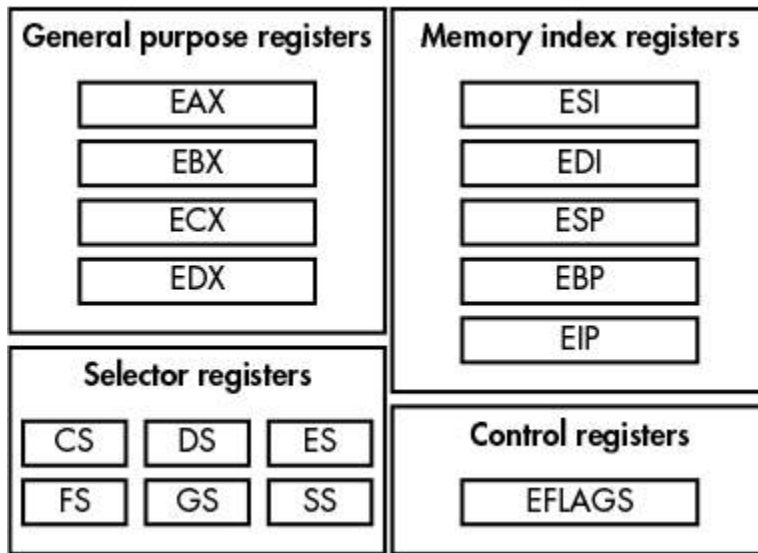 General purpose registers
EAX
EBX
ECX
EDX
Memory index registers
ESI
EDI
ESP
EBP
EIP
Selector registers
CS DS ES
FS GS SS
Control registers
EFLAGS